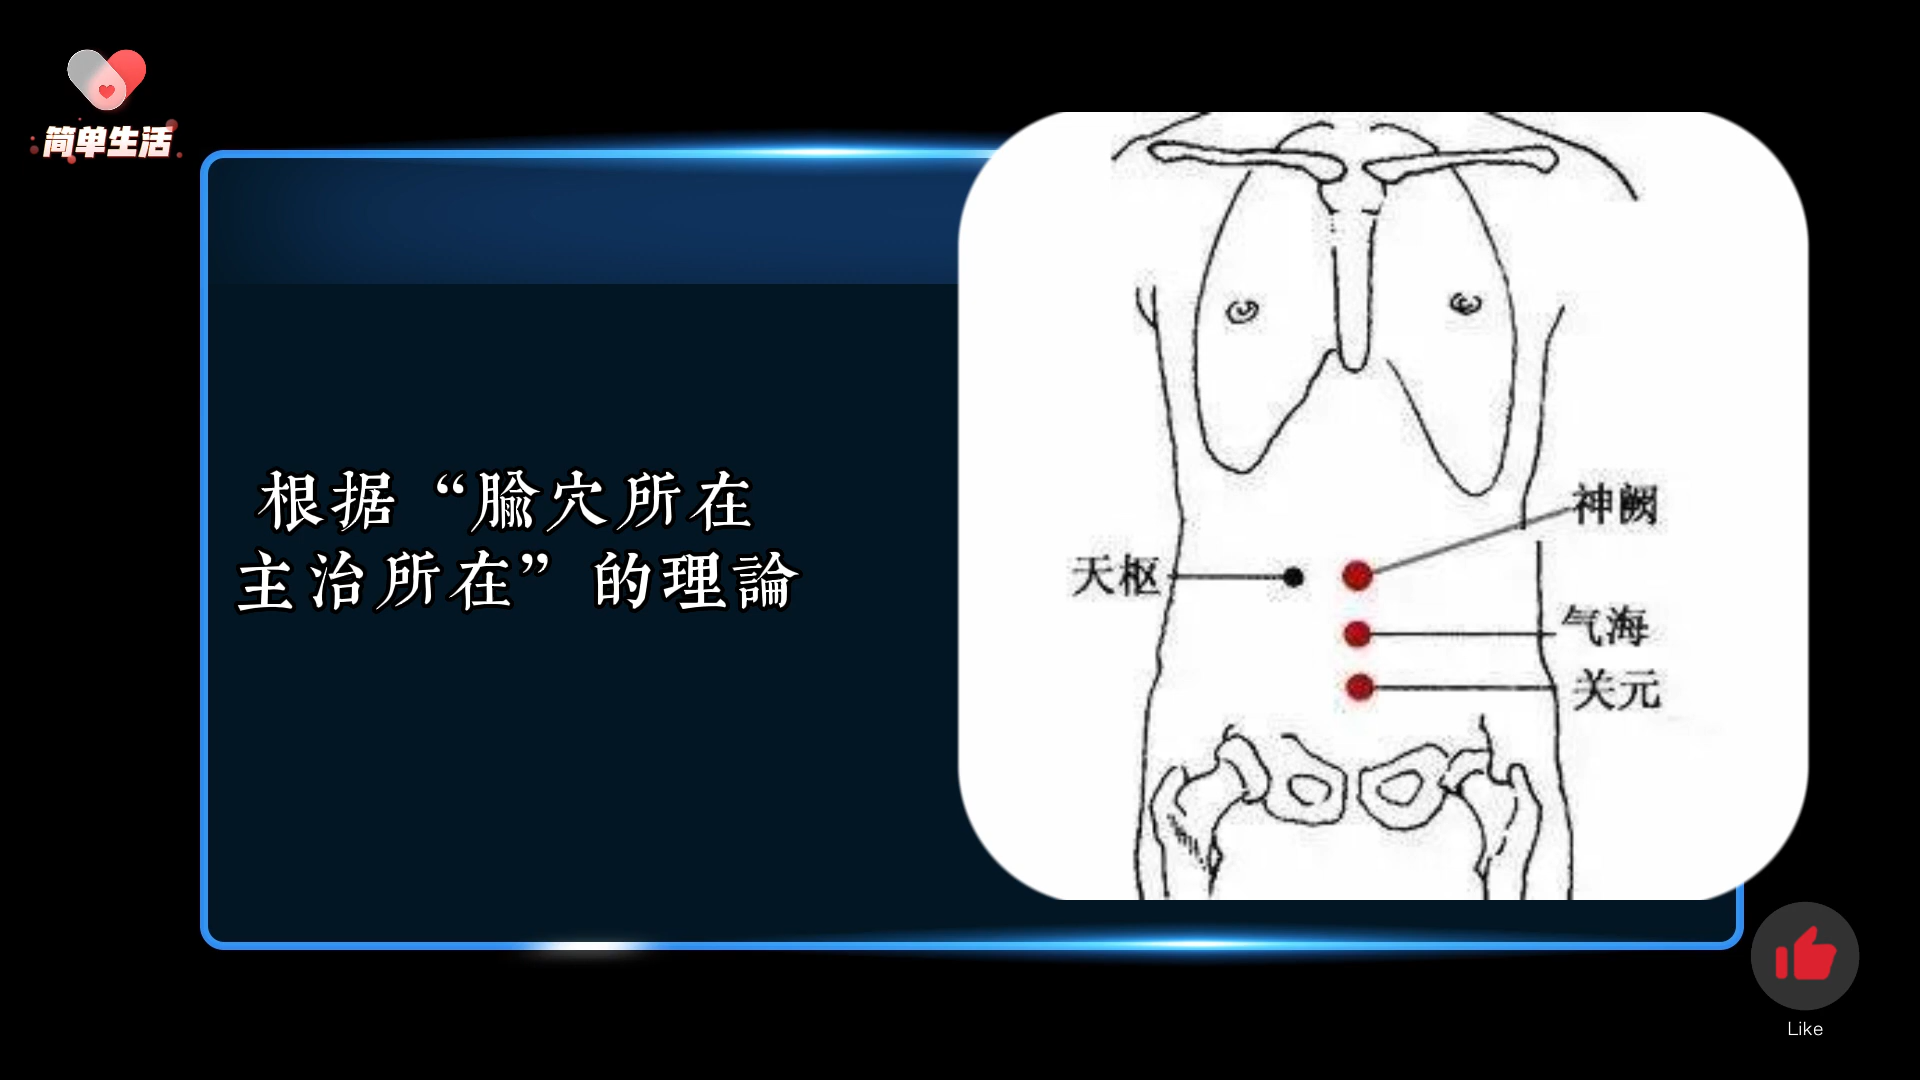 简单生活
根据“腧穴所在
主治所在”的理論
神阙
天枢
气海
关元
Like